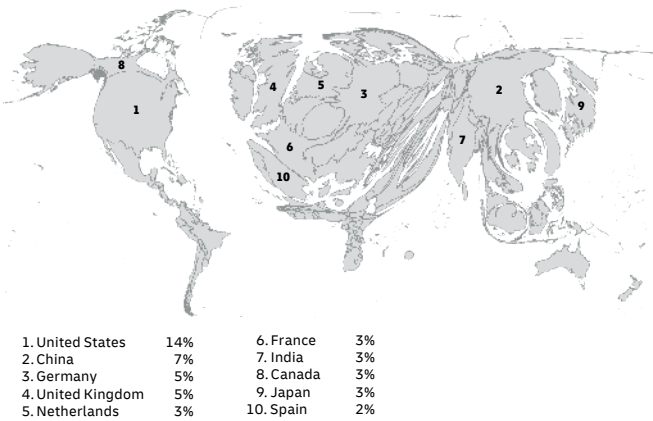 8
1
4
5
3
2
9
6
7
10
1. United States 14%
2. China 7%
3. Germany 5%
4. United Kingdom 5%
5. Netherlands 3%
6. France 3%
7. India 3%
8. Canada 3%
9. Japan 3%
10. Spain 2%